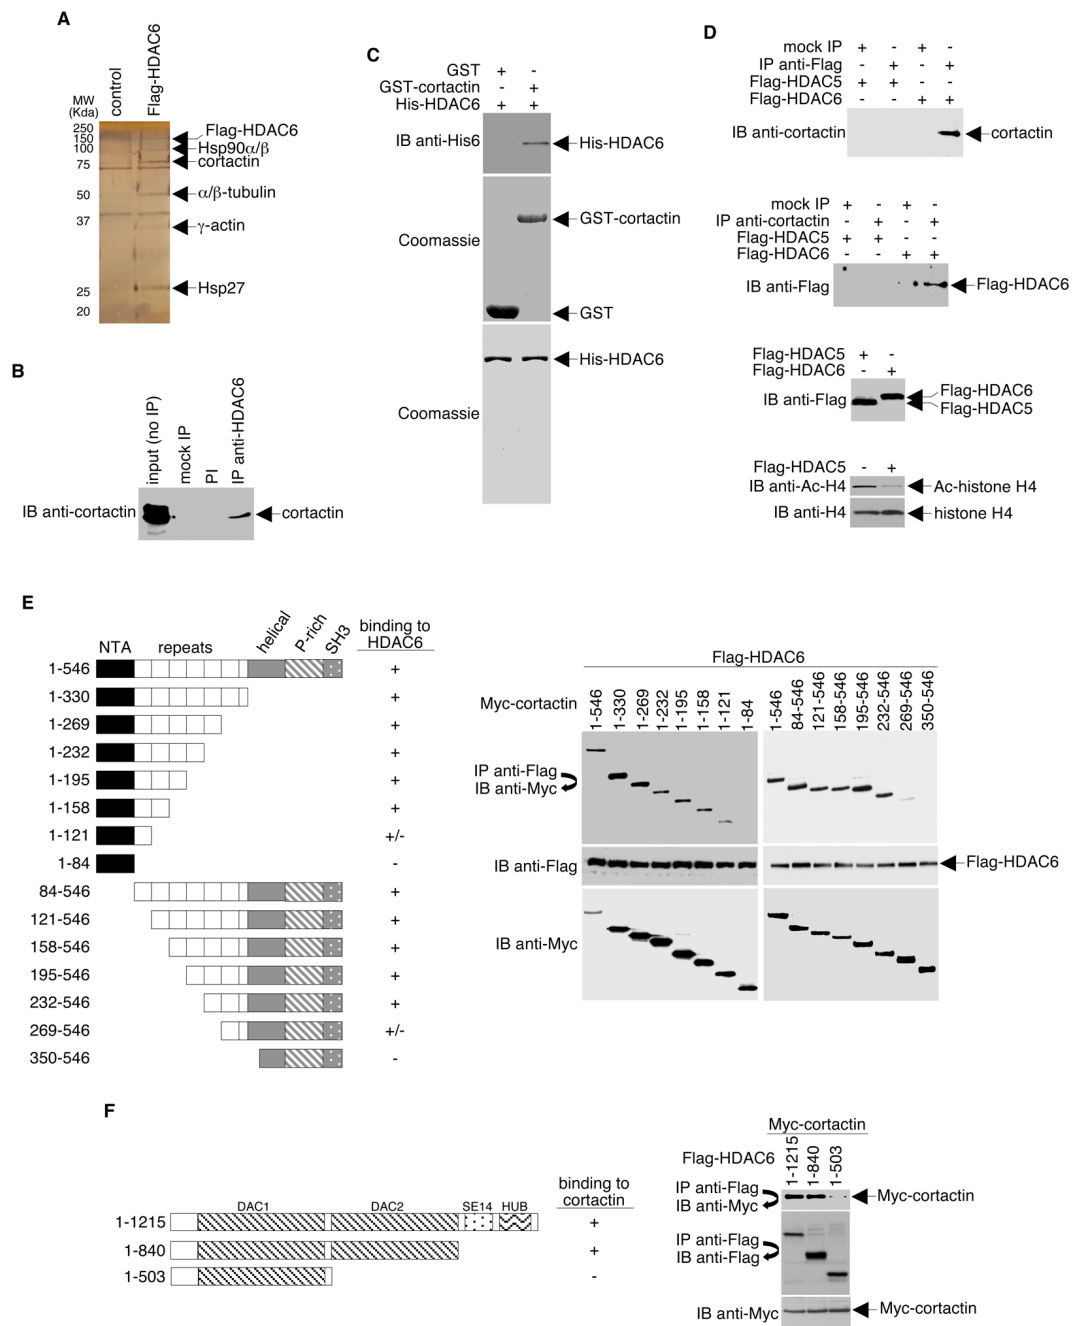 A
control
Flag-HDAC6
MW
(Kda)
250
150
100
75
50
37
25
20
Flag-HDAC6
Hsp90α/β
cortactin
α/β-tubulin
γ-actin
Hsp27
B
input (no IP)
mock IP
PI
IP anti-HDAC6
IB anti-cortactin
cortactin
C
GST + -
GST-cortactin - +
His-HDAC6 + +
IB anti-His6
His-HDAC6
Coomassie
GST-cortactin
GST
Coomassie
His-HDAC6
D
mock IP + - + -
IP anti-Flag - + - +
Flag-HDAC5 + + - -
Flag-HDAC6 - - + +
IB anti-cortactin
cortactin
mock IP + - + -
IP anti-cortactin - + - +
Flag-HDAC5 + + - -
Flag-HDAC6 - - + +
IB anti-Flag
Flag-HDAC6
Flag-HDAC5 + -
Flag-HDAC6 - +
IB anti-Flag
Flag-HDAC6
Flag-HDAC5
Flag-HDAC5 - +
IB anti-Ac-H4
Ac-histone H4
IB anti-H4
histone H4
E
NTA
repeats
helical
P-rich
SH3
binding to
HDAC6
1-546 +
1-330 +
1-269 +
1-232 +
1-195 +
1-158 +
1-121 +/-
1-84 -
84-546 +
121-546 +
158-546 +
195-546 +
232-546 +
269-546 +/-
350-546 -
Flag-HDAC6
Myc-cortactin
1-546
1-330
1-269
1-232
1-195
1-158
1-121
1-84
1-546
84-546
121-546
158-546
195-546
232-546
269-546
350-546
IP anti-Flag
IB anti-Myc
IB anti-Flag
Flag-HDAC6
IB anti-Myc
F
DAC1
DAC2
SE14
HUB
binding to
cortactin
1-1215 +
1-840 +
1-503 -
Myc-cortactin
Flag-HDAC6
1-1215
1-840
1-503
IP anti-Flag
IB anti-Myc
Myc-cortactin
IP anti-Flag
IB anti-Flag
IB anti-Myc
Myc-cortactin